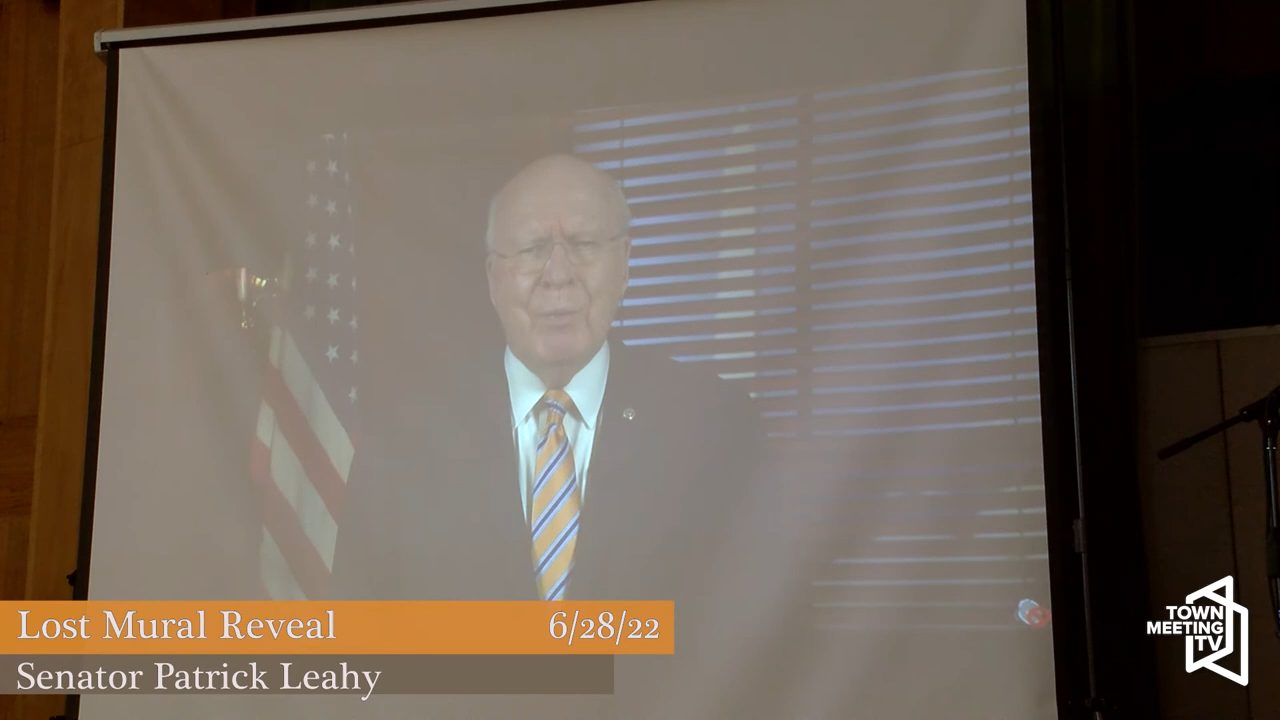 Lost Mural Reveal 6/28/22
Senator Patrick Leahy
TOWN
MEETING
TV